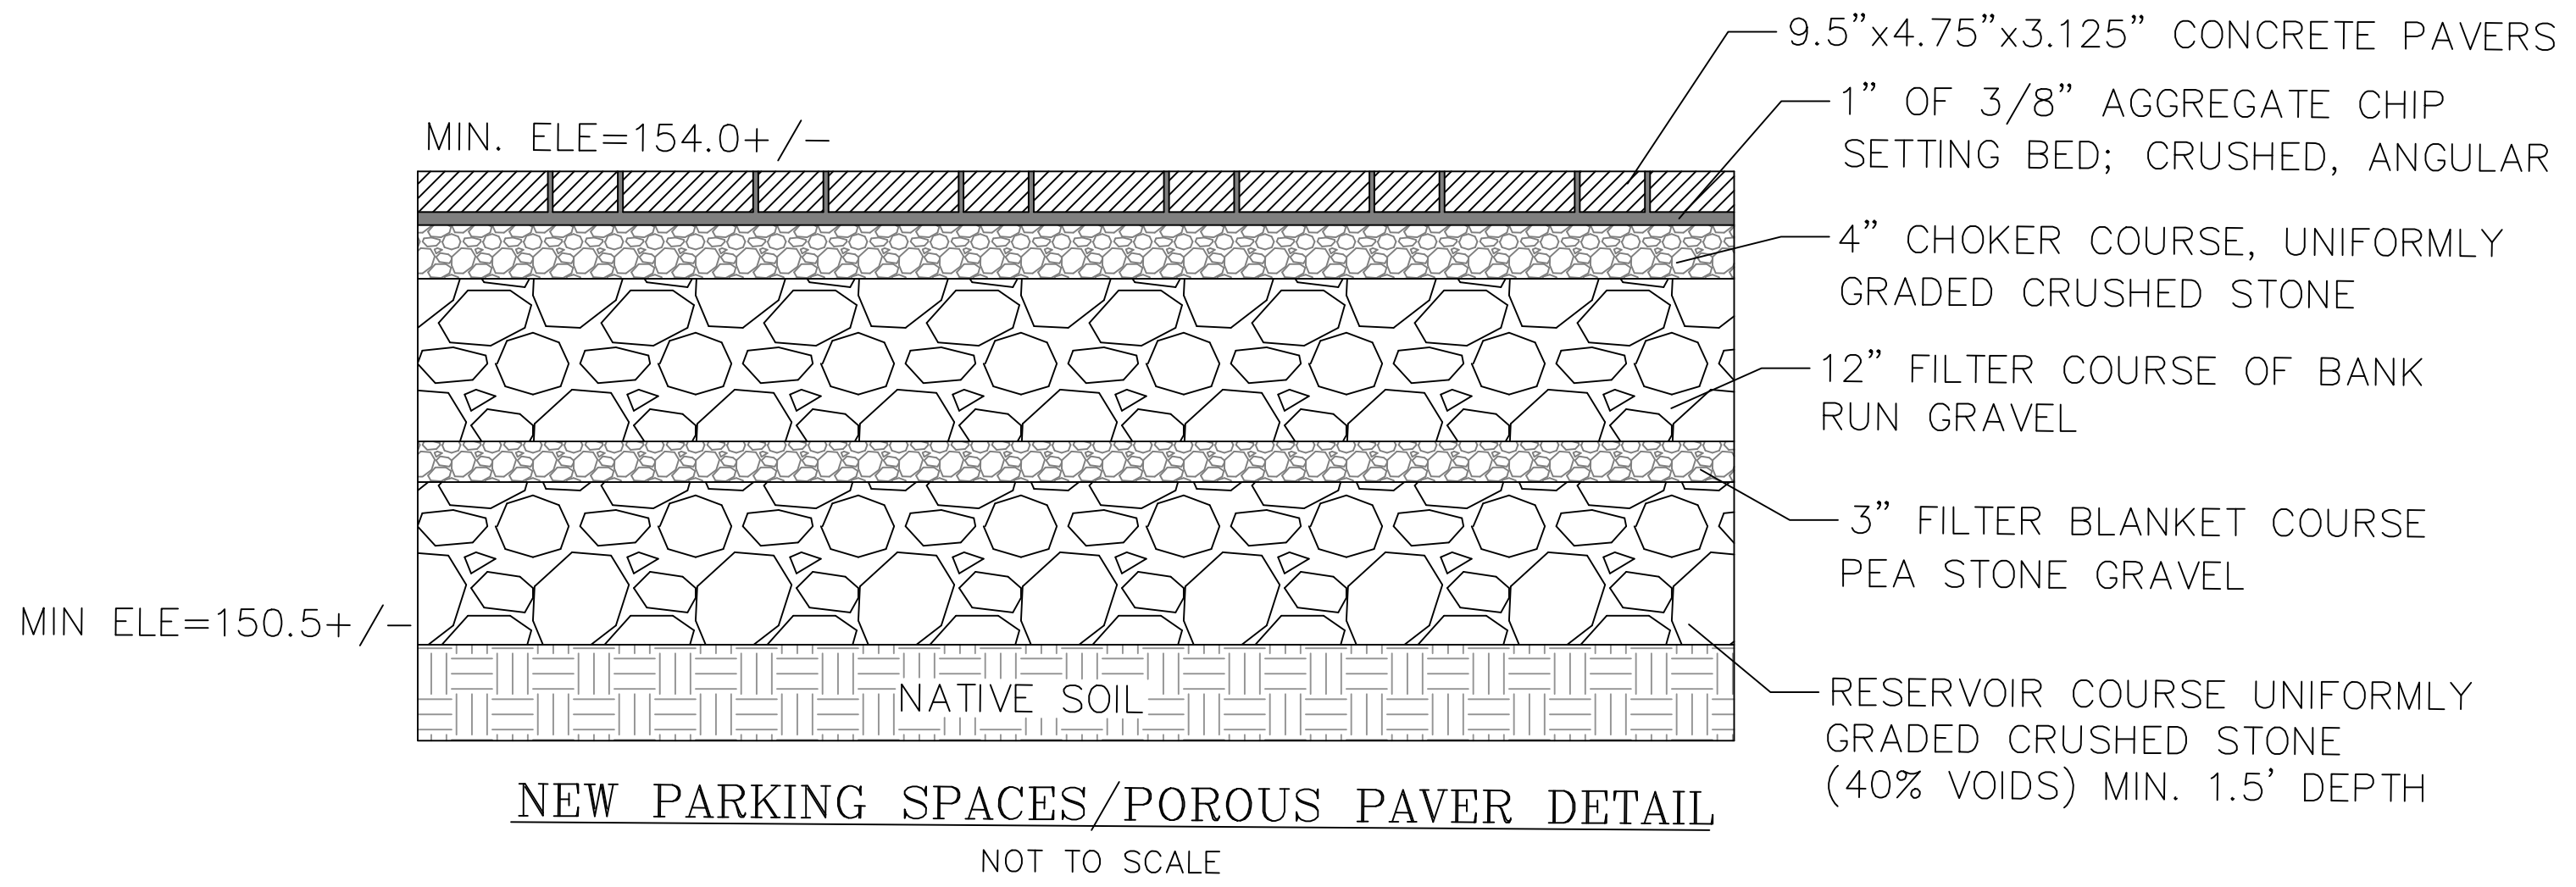 9.5”x4.75”x3.125” CONCRETE PAVERS
1” OF 3/8” AGGREGATE CHIP
SETTING BED; CRUSHED, ANGULAR
MIN. ELE=154.0+/-
4” CHOKER COURSE, UNIFORMLY
GRADED CRUSHED STONE
12” FILTER COURSE OF BANK
RUN GRAVEL
3” FILTER BLANKET COURSE
PEA STONE GRAVEL
MIN ELE=150.5+/-
RESERVOIR COURSE UNIFORMLY
GRADED CRUSHED STONE
(40% VOIDS) MIN. 1.5’ DEPTH
NATIVE SOIL
NEW PARKING SPACES/POROUS PAVER DETAIL
NOT TO SCALE